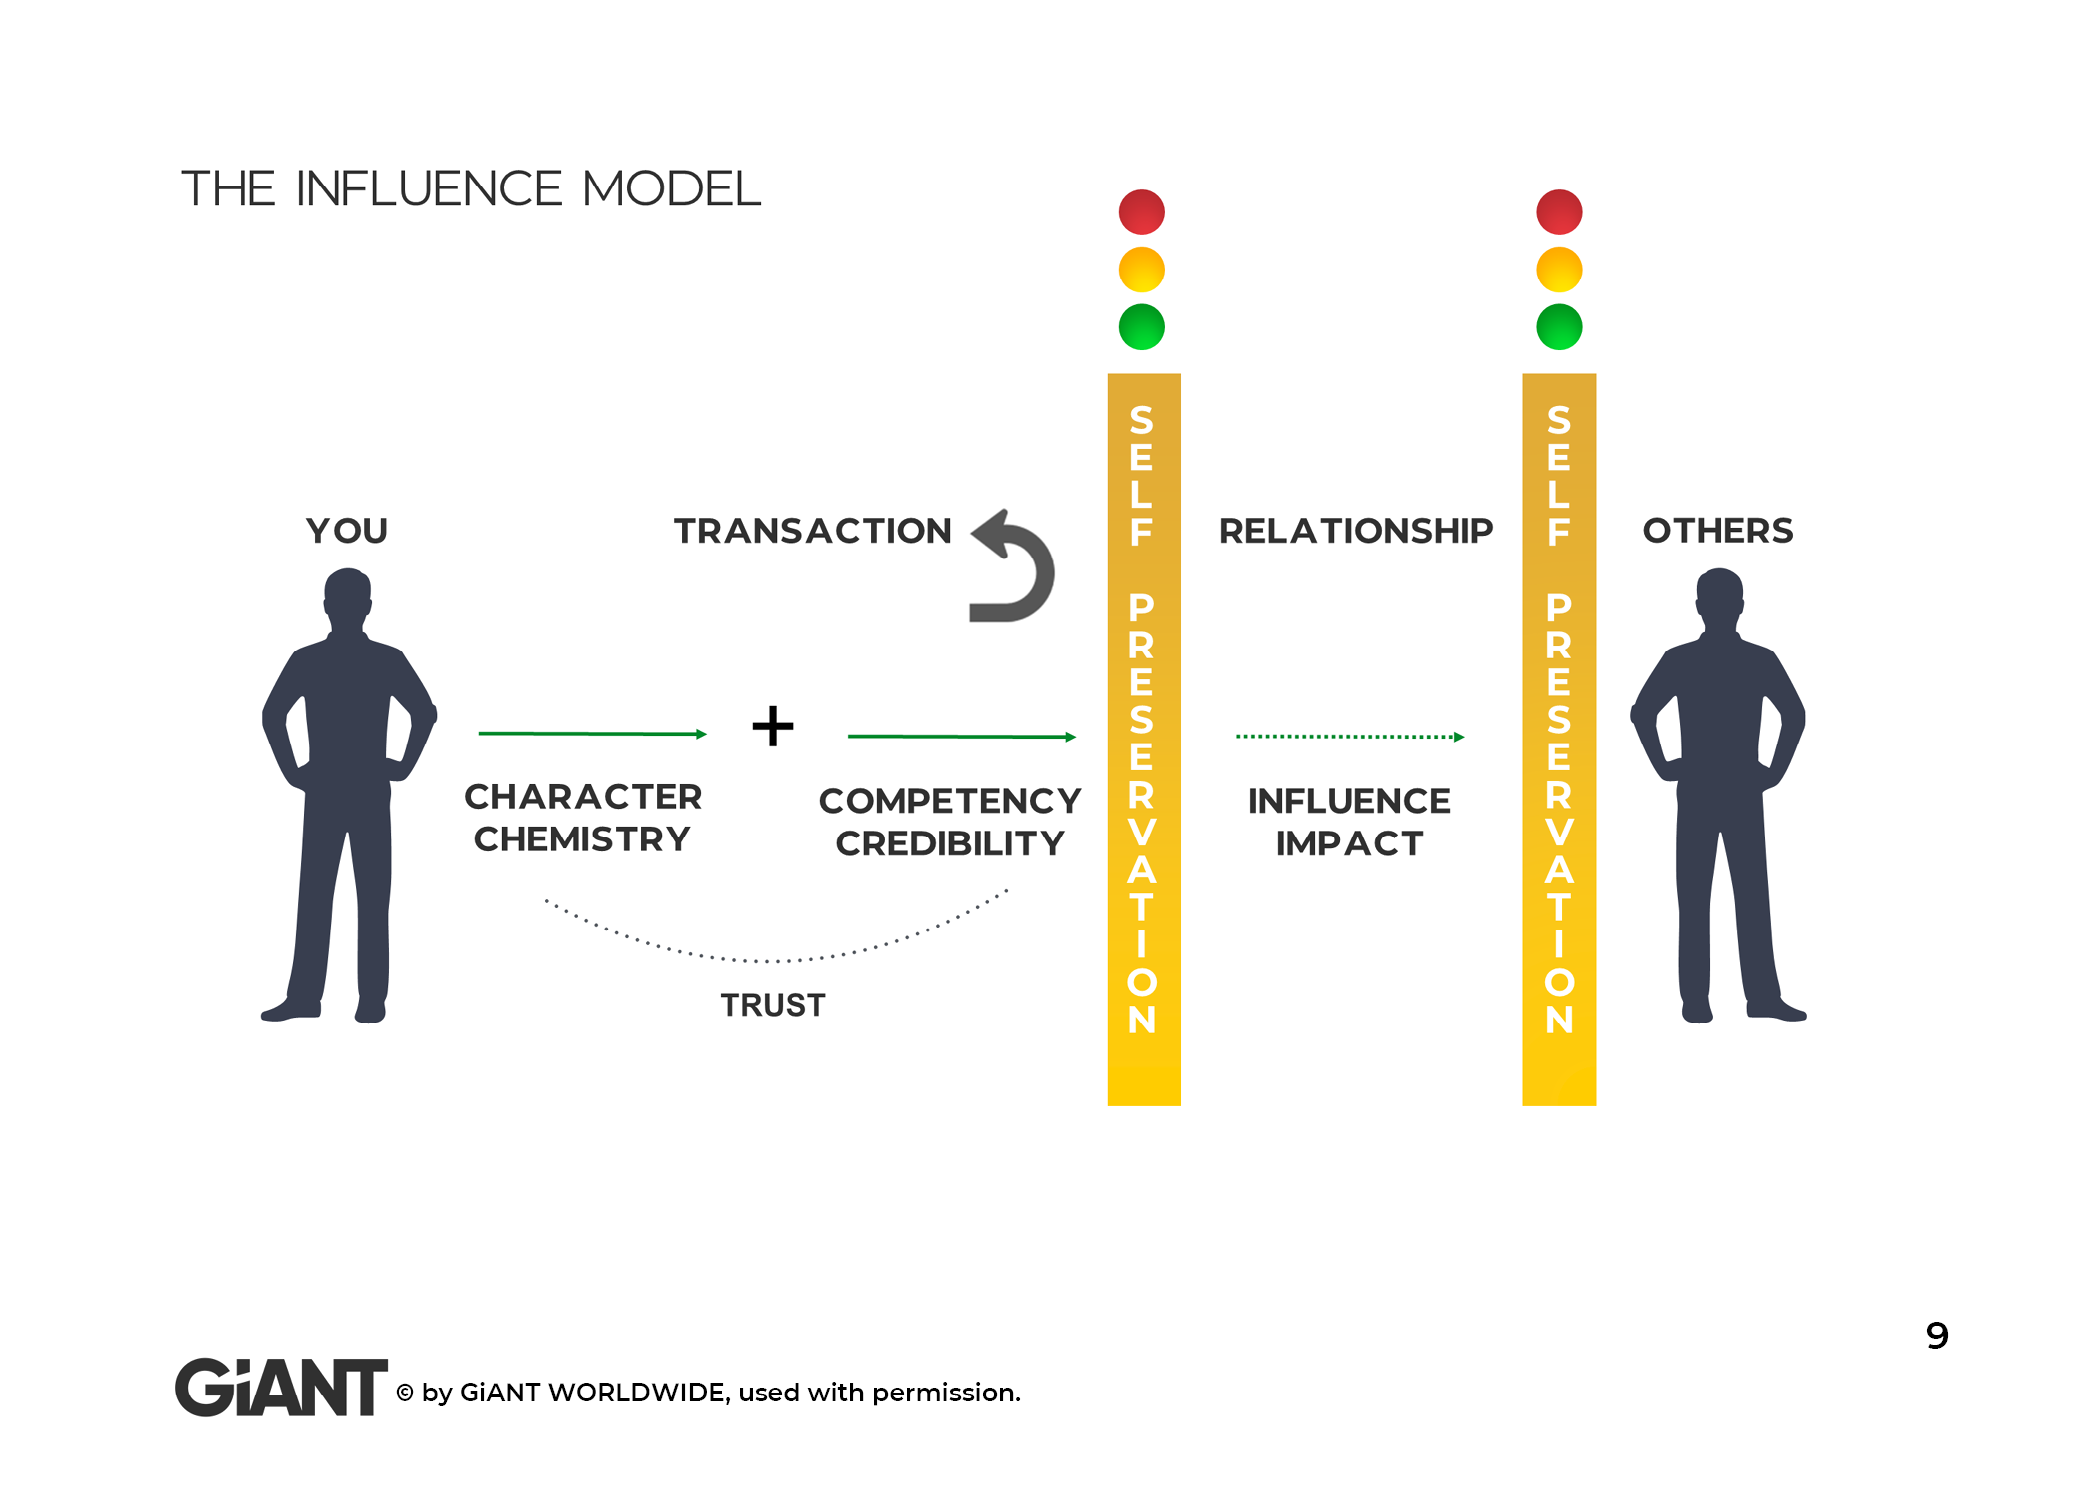 THE INFLUENCE MODEL
YOU
TRANSACTION
SELF PRESERVATION
RELATIONSHIP
SELF PRESERVATION
OTHERS
+
CHARACTER
CHEMISTRY
COMPETENCY
CREDIBILITY
INFLUENCE
IMPACT
TRUST
9
GiANT
© by GiANT WORLDWIDE, used with permission.